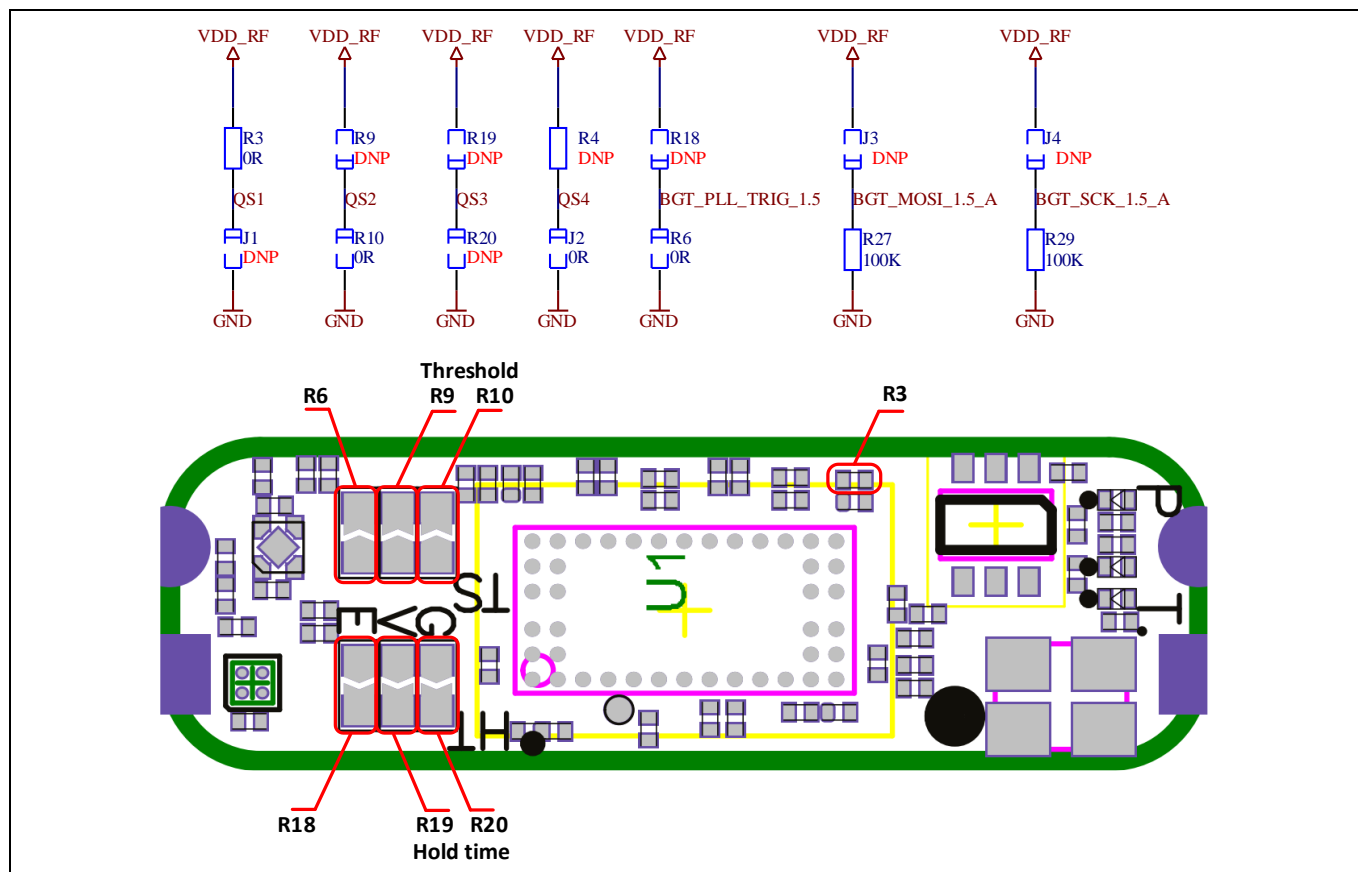 VDD_RF VDD_RF VDD_RF VDD_RF VDD_RF VDD_RF VDD_RF
R3 R9 R19 R4 R18 J3 J4
0R DNP DNP DNP DNP DNP DNP
QS1 QS2 QS3 QS4 BGT_PLL_TRIG_1.5 BGT_MOSI_1.5_A BGT_SCK_1.5_A
J1 R10 R20 J2 R6 R27 R29
DNP 0R DNP 0R 0R 100K 100K
GND GND GND GND GND GND GND
Threshold
R6 R9 R10 R3
P
U1
TS
E V G
T
HT
R18 R19 R20
Hold time